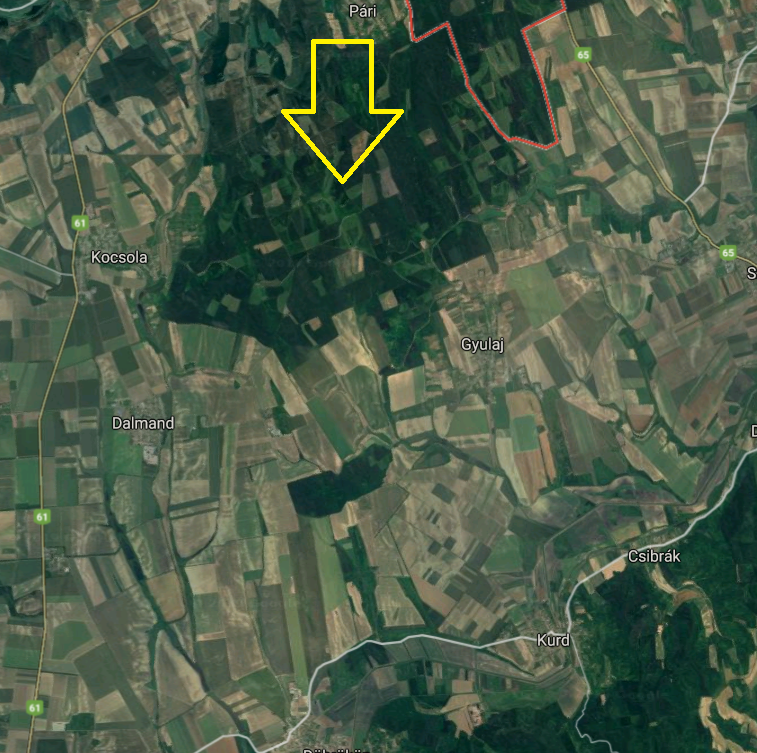 Pári
65
61
65
Kocsola
S
Gyulaj
Dalmand
D
61
Csibrák
Kurd
61